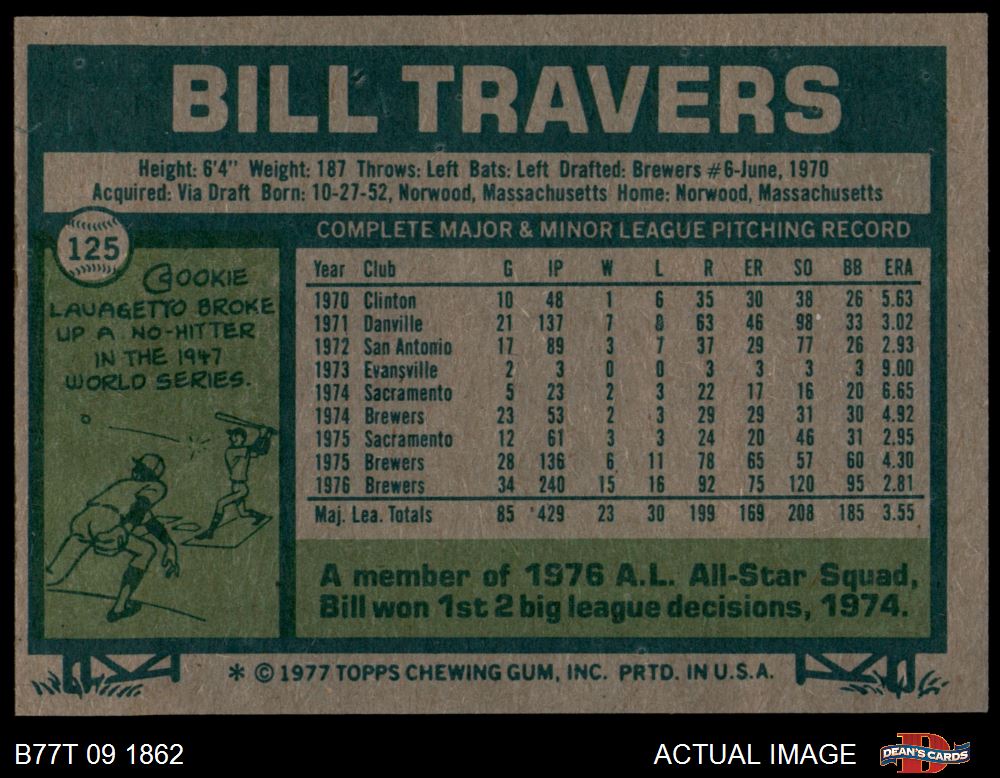 BILL TRAVERS
Height: 6'4" Weight: 187 Throws: Left Bats: Left Drafted: Brewers #6-June, 1970
Acquired: Via Draft Born: 10-27-52, Norwood, Massachusetts Home: Norwood, Massachusetts
125
COOKIE
LAVAGETTO BROKE
UP A NO-HITTER
IN THE 1947
WORLD SERIES.
COMPLETE MAJOR & MINOR LEAGUE PITCHING RECORD
Year Club G IP W L R ER SO BB ERA
1970 Clinton 10 48 1 6 35 30 38 26 5.63
1971 Danville 21 137 7 8 63 46 98 33 3.02
1972 San Antonio 17 89 3 7 37 29 77 26 2.93
1973 Evansville 2 3 0 0 3 3 3 3 9.00
1974 Sacramento 5 23 2 3 22 17 16 20 6.65
1974 Brewers 23 53 2 3 29 29 31 30 4.92
1975 Sacramento 12 61 3 3 24 20 46 31 2.95
1975 Brewers 28 136 6 11 78 65 57 60 4.30
1976 Brewers 34 240 15 16 92 75 120 95 2.81
Maj. Lea. Totals 85 429 23 30 199 169 208 185 3.55
A member of 1976 A.L. All-Star Squad,
Bill won 1st 2 big league decisions, 1974.
* © 1977 TOPPS CHEWING GUM, INC. PRTD. IN U.S.A.
B77T 09 1862
ACTUAL IMAGE
D
DEAN'S CARDS